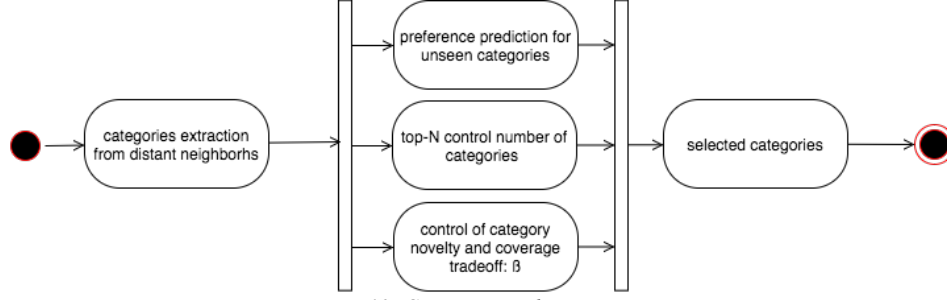 preference prediction for
unseen categories
categories extraction
from distant neighborhs
top-N control number of
categories
selected categories
control of category
novelty and coverage
tradeoff: ß